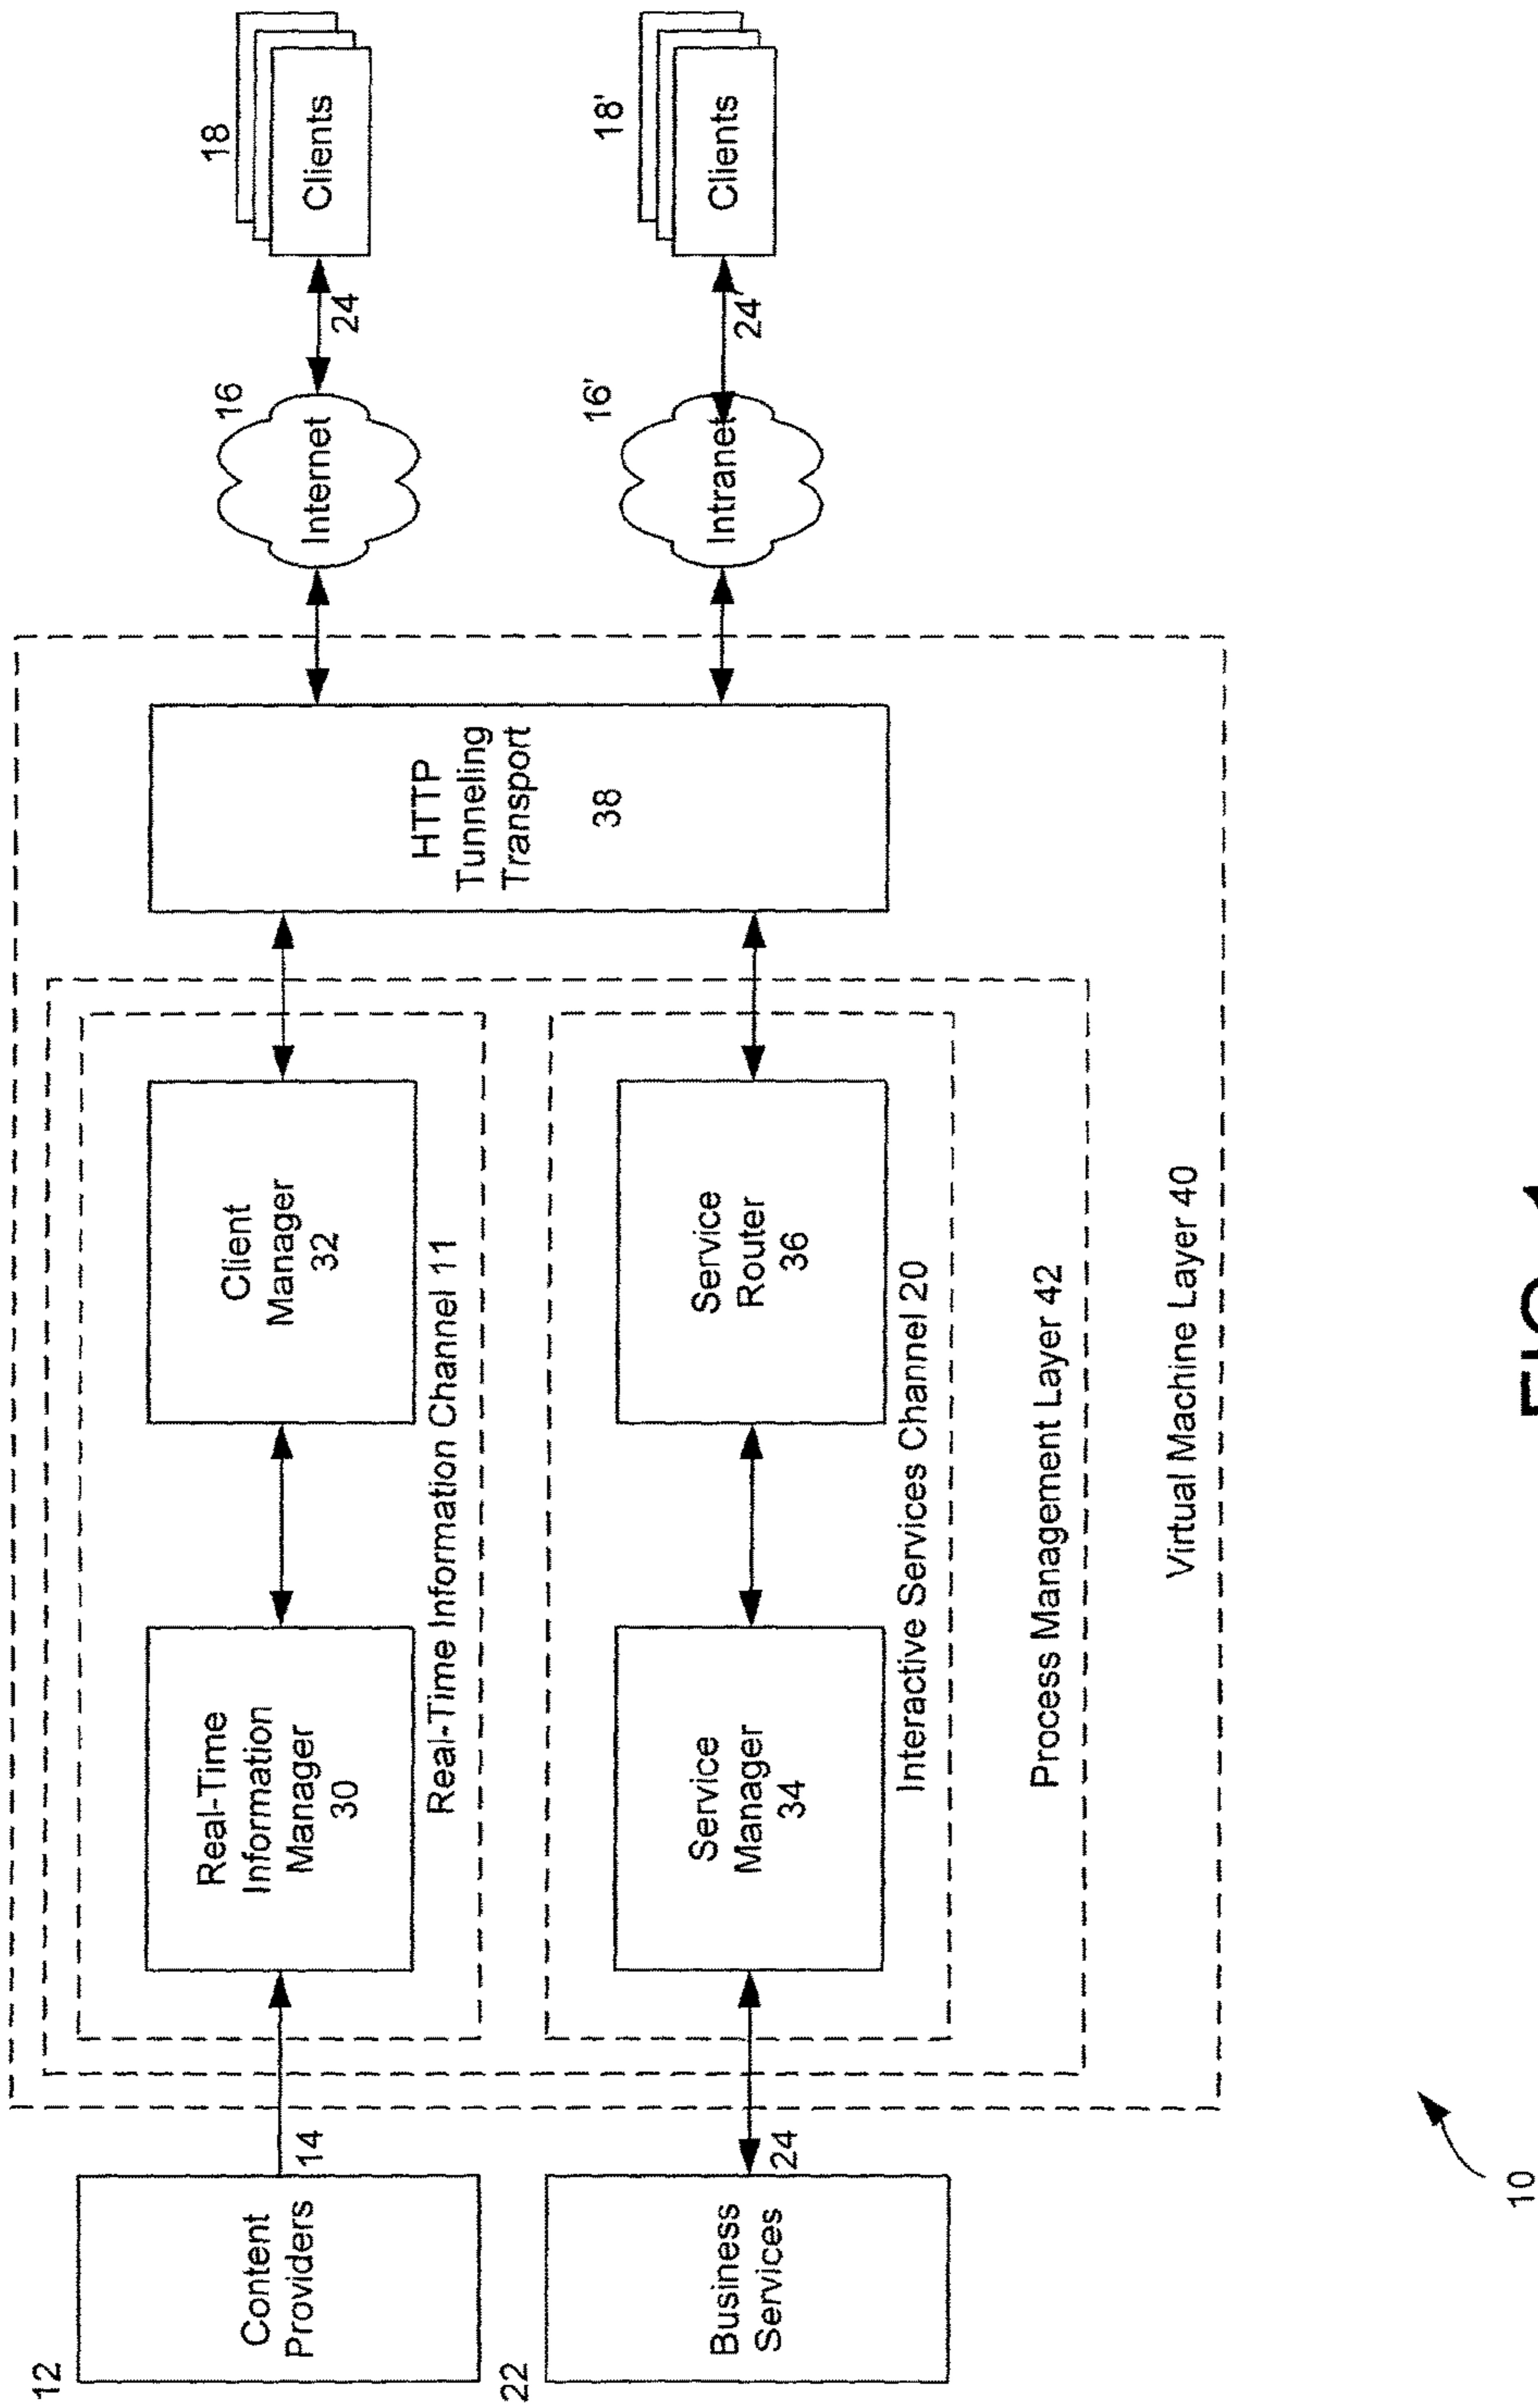 12
Content
Providers
14
Real-Time
Information
Manager
30
Client
Manager
32
Real-Time Information Channel 11
22
Business
Services
24
Service
Manager
34
Service
Router
36
Interactive Services Channel 20
Process Management Layer 42
Virtual Machine Layer 40
HTTP
Tunneling
Transport
38
16
Internet
24
18
Clients
16'
Intranet
24'
18'
Clients
10